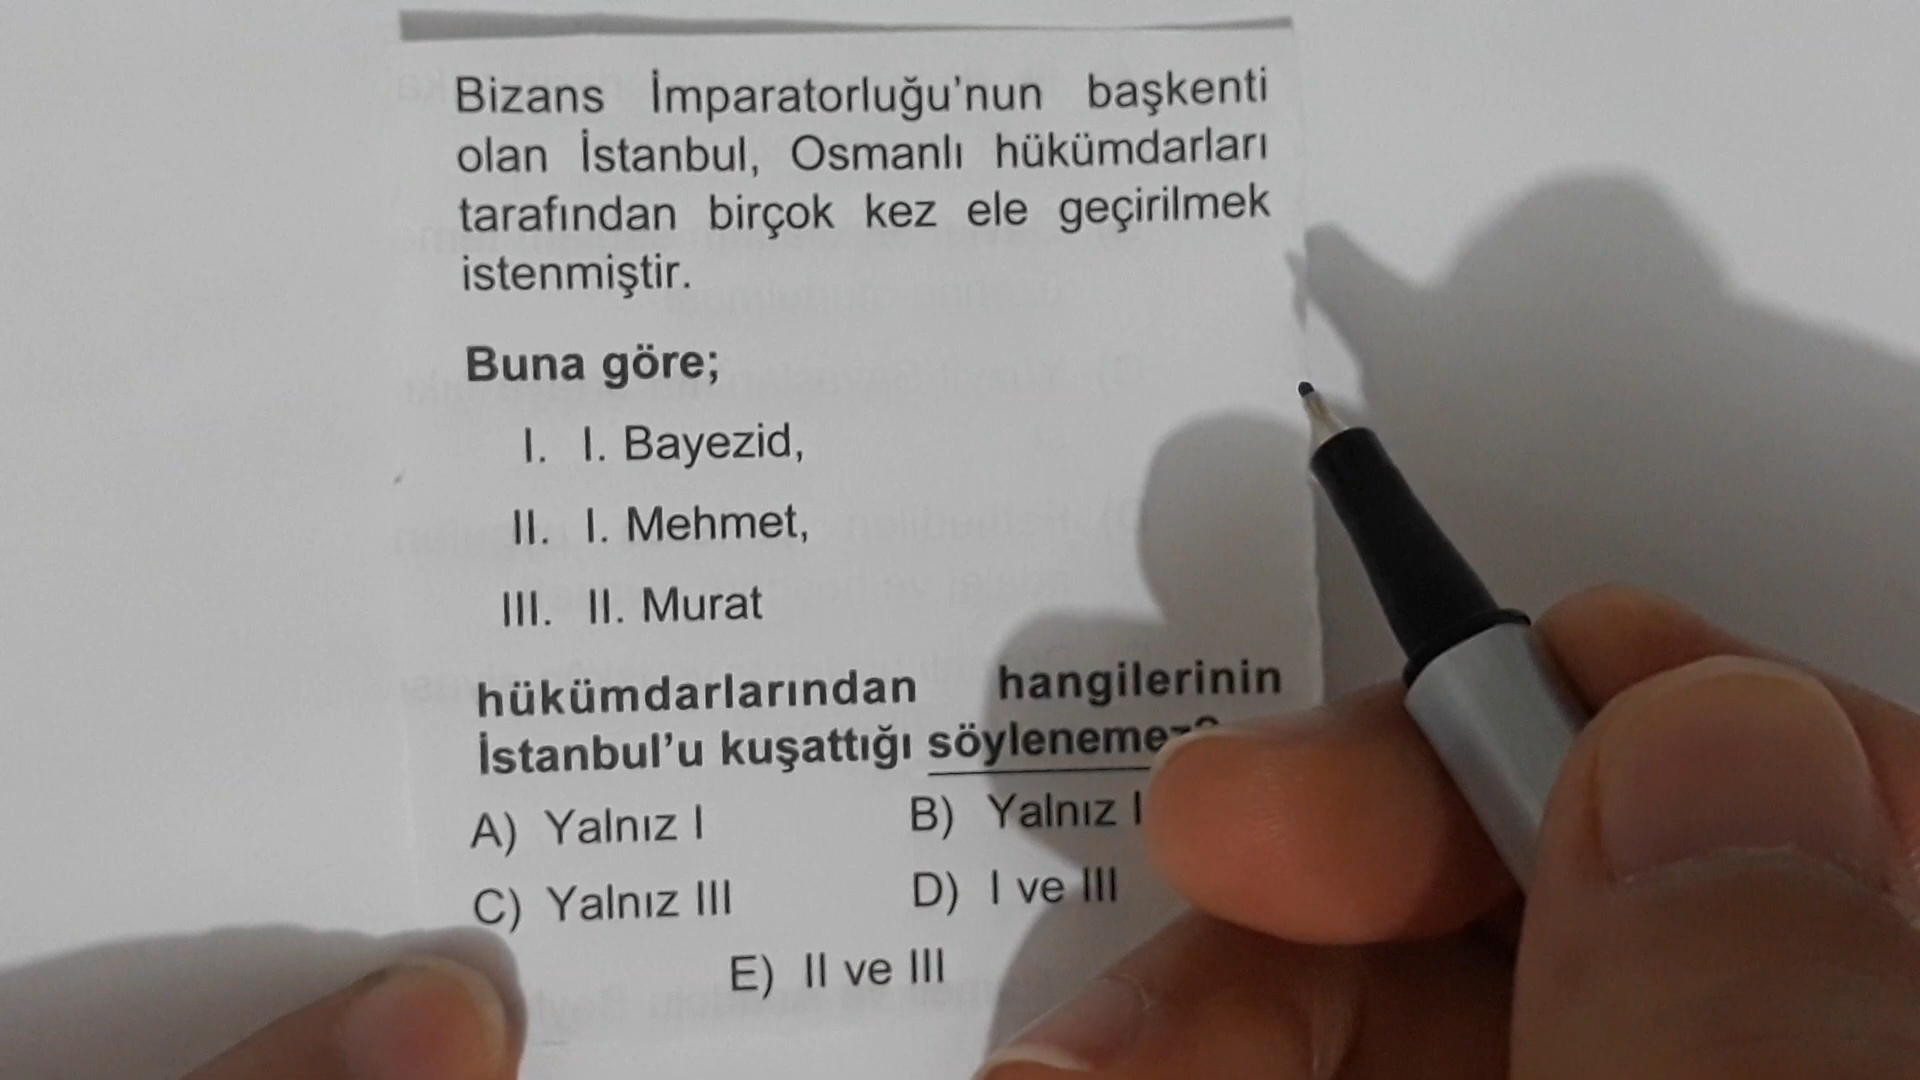 Bizans İmparatorluğu'nun başkenti
olan İstanbul, Osmanlı hükümdarları
tarafından birçok kez ele geçirilmek
istenmiştir.
Buna göre;
I. I. Bayezid,
II. I. Mehmet,
III. II. Murat
hükümdarlarından hangilerinin
İstanbul'u kuşattığı söylenemez?
A) Yalnız I
B) Yalnız
C) Yalnız III
D) I ve III
E) II ve III